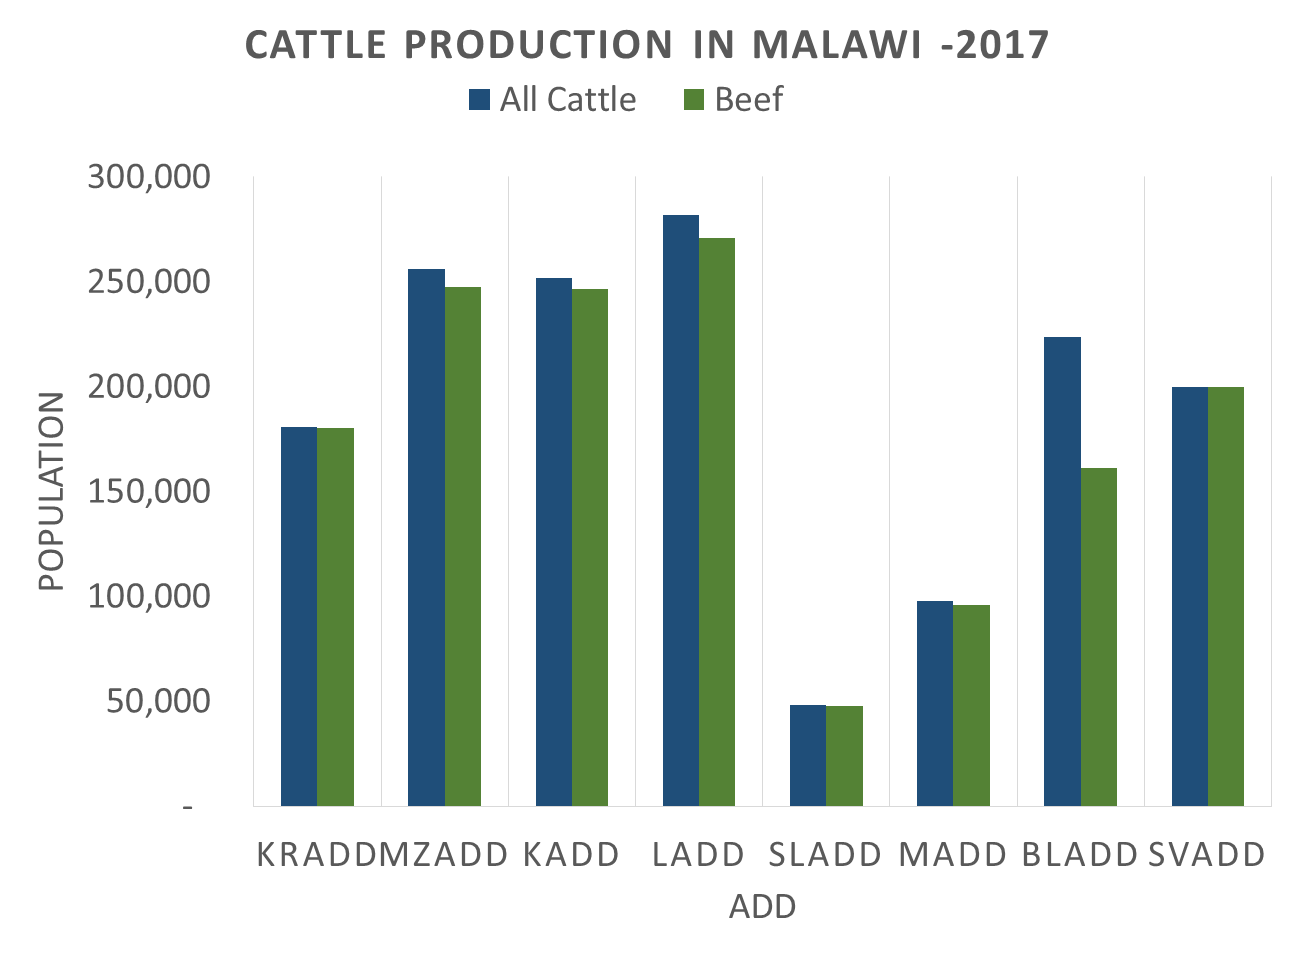 CATTLE PRODUCTION IN MALAWI -2017
All Cattle Beef
300,000
250,000
200,000
150,000
100,000
50,000
-
POPULATION
KRADD MZADD KADD LADD SLADD MADD BLADD SVADD
ADD